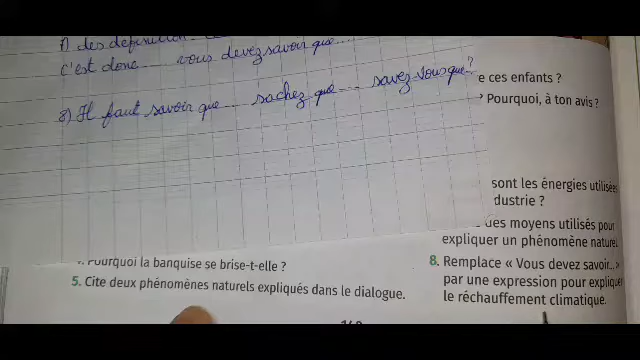 c'est donc ... vous devez savoir que ...
8) Il faut savoir que ... sachez que ... savez-vous que ?
e ces enfants ?
Pourquoi, à ton avis ?
sont les énergies utilisées
dustrie ?
des moyens utilisés pour
expliquer un phénomène naturel
Pourquoi la banquise se brise-t-elle ?
5. Cite deux phénomènes naturels expliqués dans le dialogue.
8. Remplace « Vous devez savoir... »
par une expression pour expliquer
le réchauffement climatique.